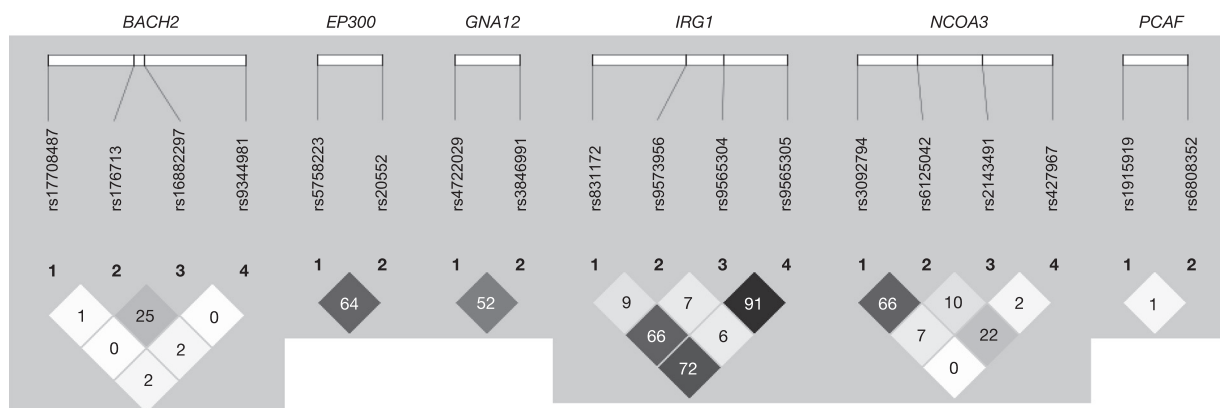 BACH2 EP300 GNA12 IRG1 NCOA3 PCAF
rs17708487 rs176713 rs16882297 rs9344981 rs5758223 rs20552 rs4722029 rs3846991 rs831172 rs9573956 rs9565304 rs9565305 rs3092794 rs6125042 rs2143491 rs427967 rs1915919 rs6808352
1 2 3 4 1 2 1 2 1 2 3 4 1 2 3 4 1 2
1 25 0 64 52 9 7 91 66 10 2 1
0 2 66 6 7 22
2 72 0